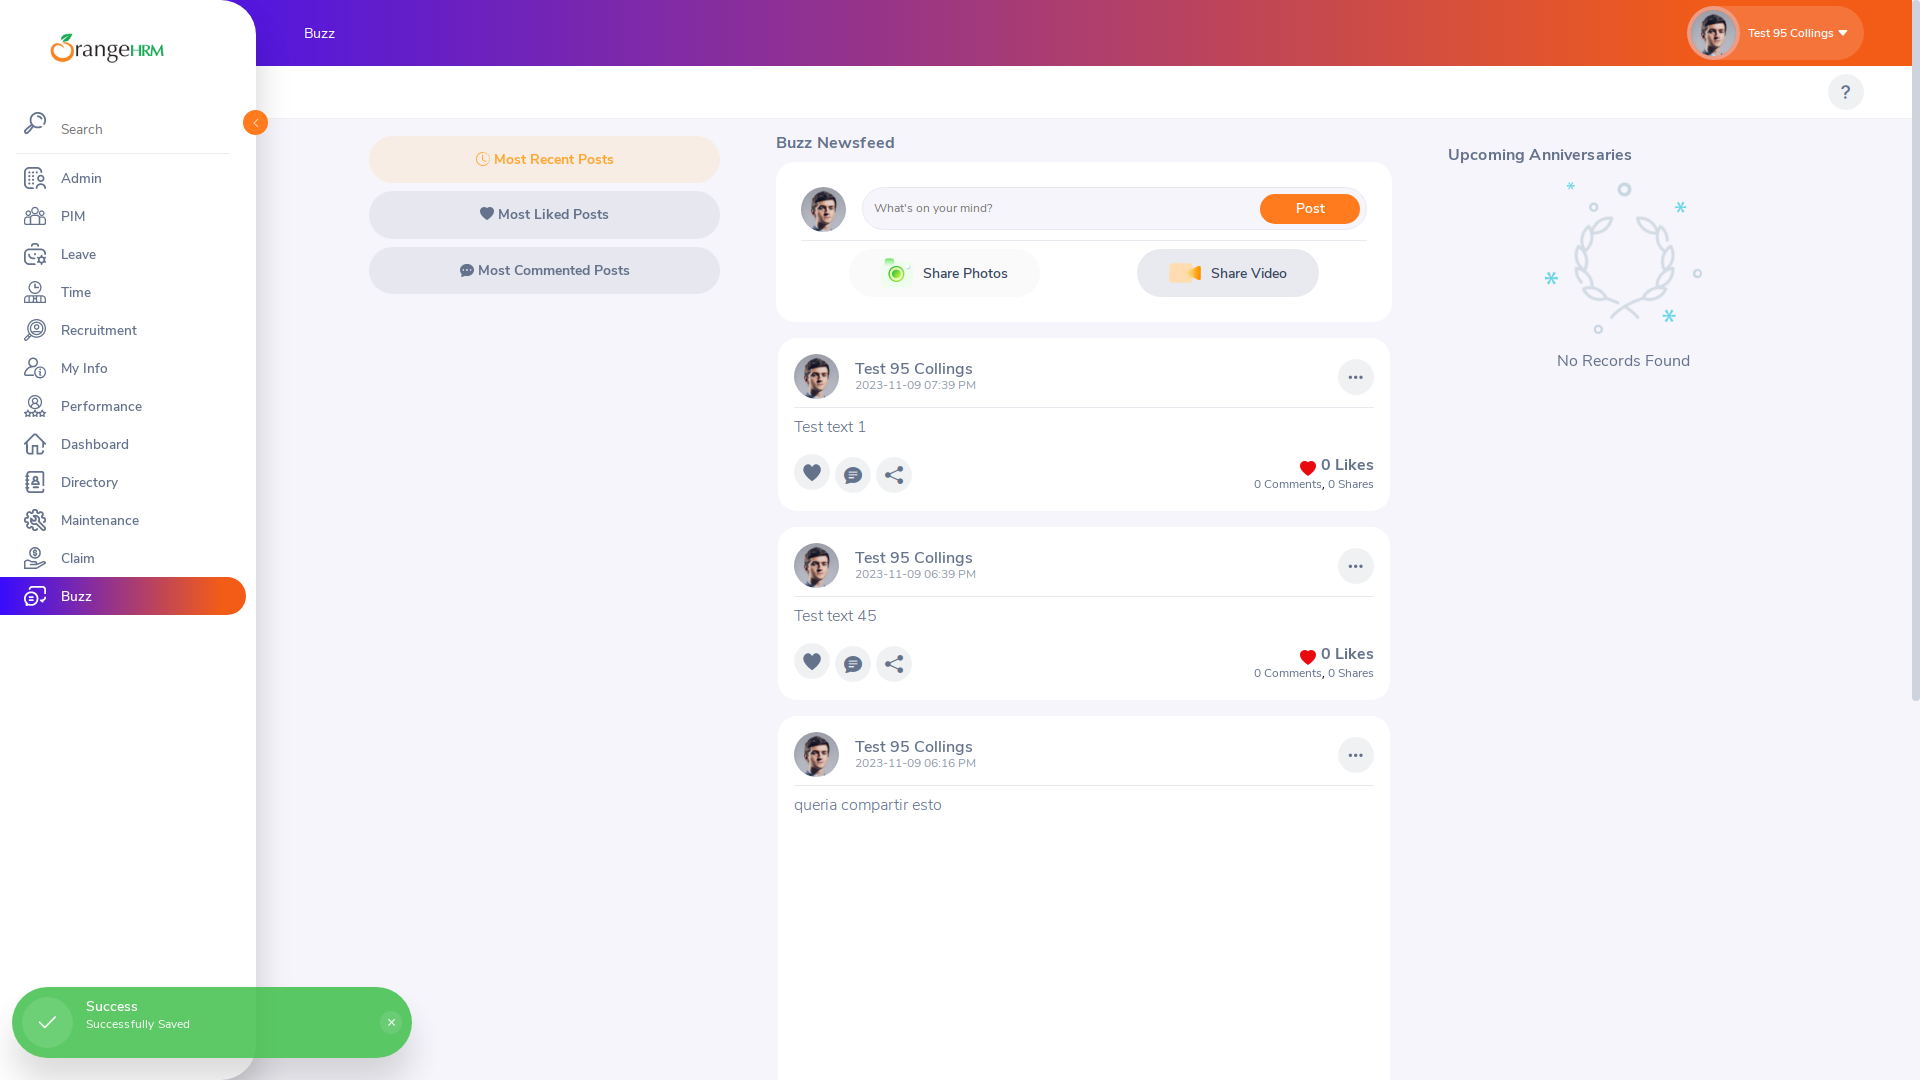 OrangeHRM
Search
Admin
PIM
Leave
Time
Recruitment
My Info
Performance
Dashboard
Directory
Maintenance
Claim
Buzz
Buzz
Test 95 Collings
?
Most Recent Posts
Most Liked Posts
Most Commented Posts
Buzz Newsfeed
What's on your mind?
Post
Share Photos
Share Video
Test 95 Collings
2023-11-09 07:39 PM
Test text 1
0 Likes
0 Comments, 0 Shares
Test 95 Collings
2023-11-09 06:39 PM
Test text 45
0 Likes
0 Comments, 0 Shares
Test 95 Collings
2023-11-09 06:16 PM
queria compartir esto
Upcoming Anniversaries
No Records Found
Success
Successfully Saved